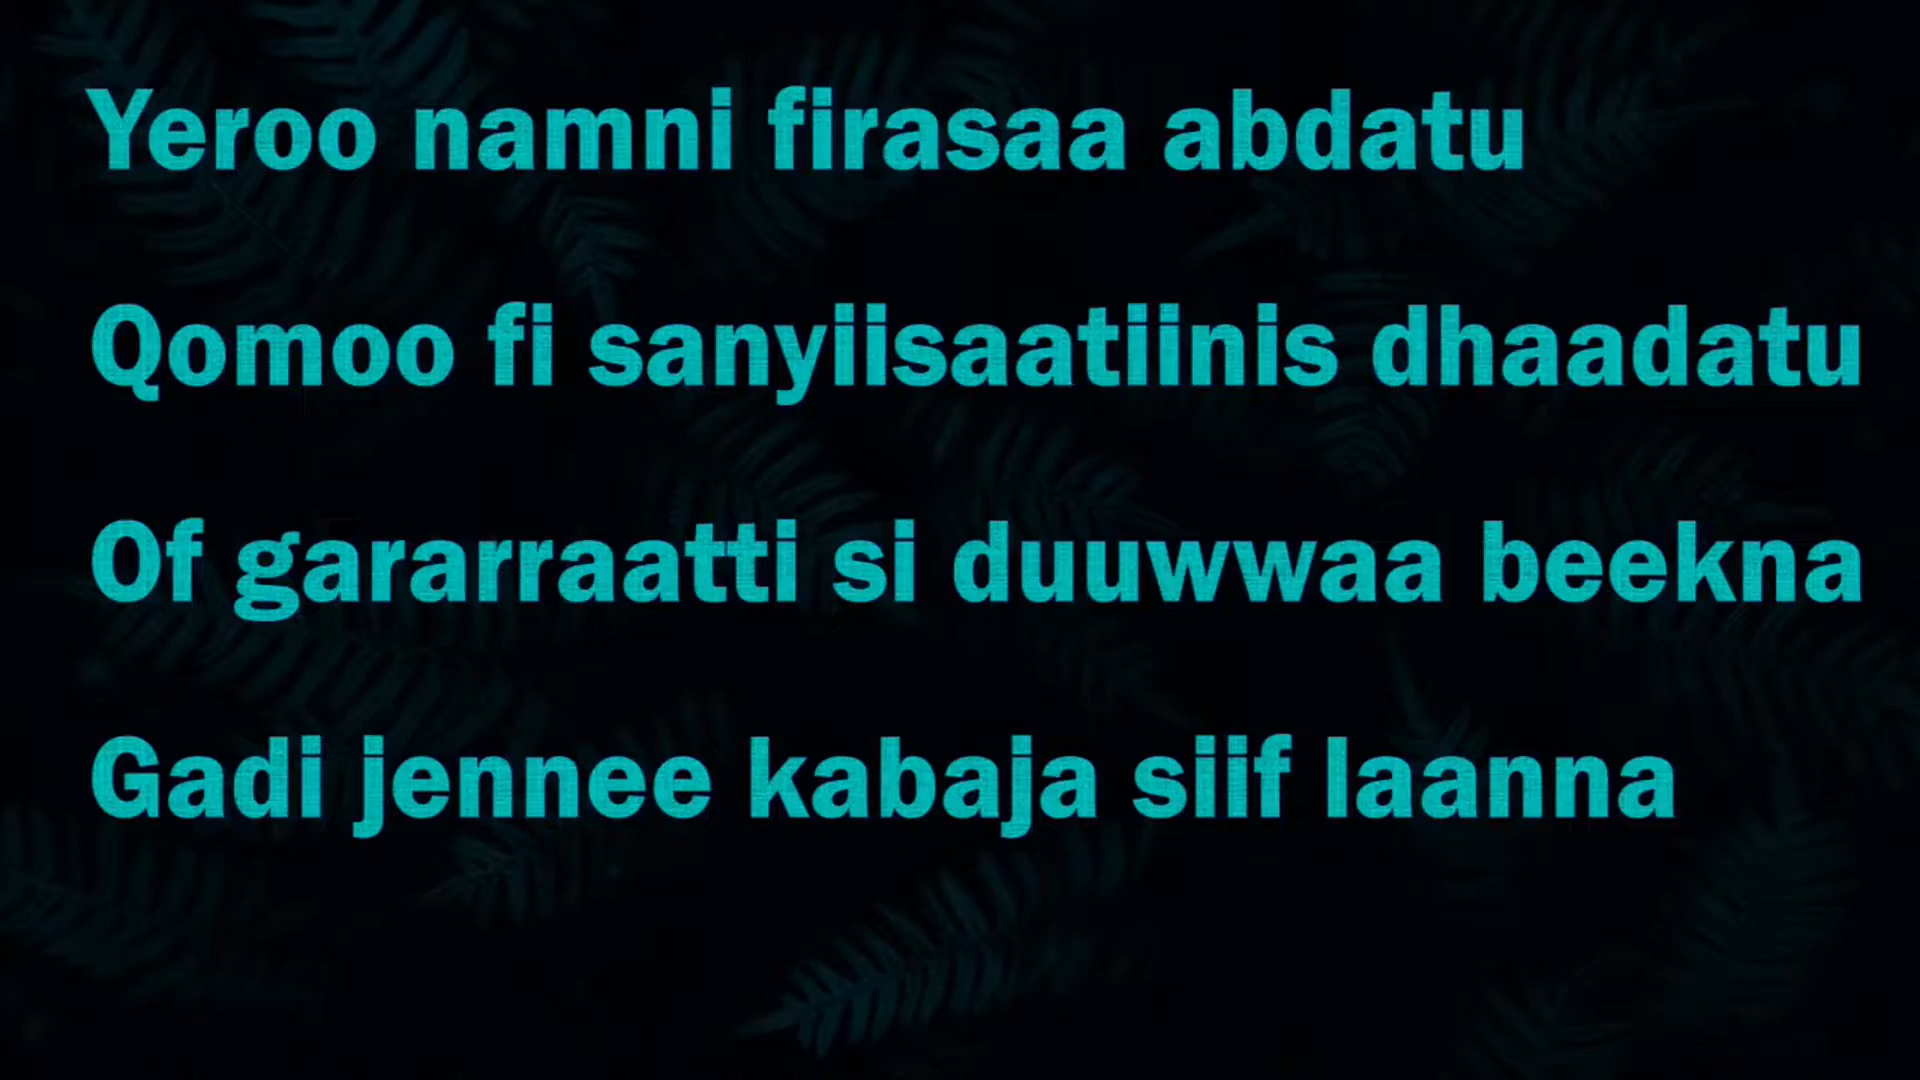 Yeroo namni firasaa abdatu
Qomoo fi sanyiisaatiinis dhaadatu
Of gararraatti si duuwwaa beekna
Gadi jennee kabaja siif laanna